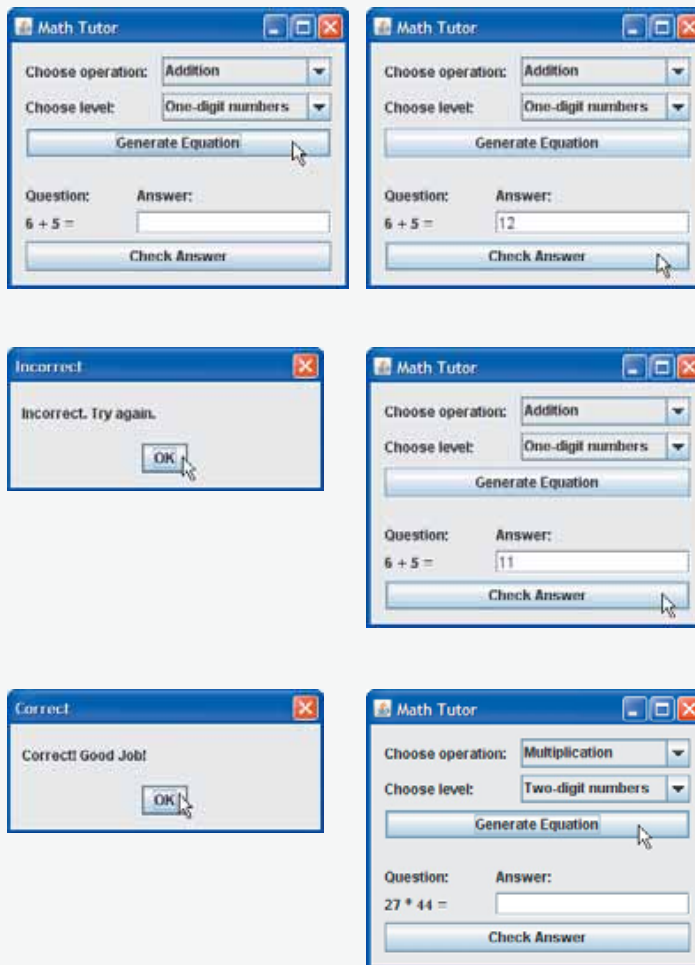 Math Tutor
Choose operation: Addition
Choose level: One-digit numbers
Generate Equation
Question: Answer:
6 + 5 =
Check Answer
Math Tutor
Choose operation: Addition
Choose level: One-digit numbers
Generate Equation
Question: Answer:
6 + 5 = 12
Check Answer
Incorrect
Incorrect. Try again.
OK
Math Tutor
Choose operation: Addition
Choose level: One-digit numbers
Generate Equation
Question: Answer:
6 + 5 = 11
Check Answer
Correct
Correct! Good Job!
OK
Math Tutor
Choose operation: Multiplication
Choose level: Two-digit numbers
Generate Equation
Question: Answer:
27 * 44 =
Check Answer